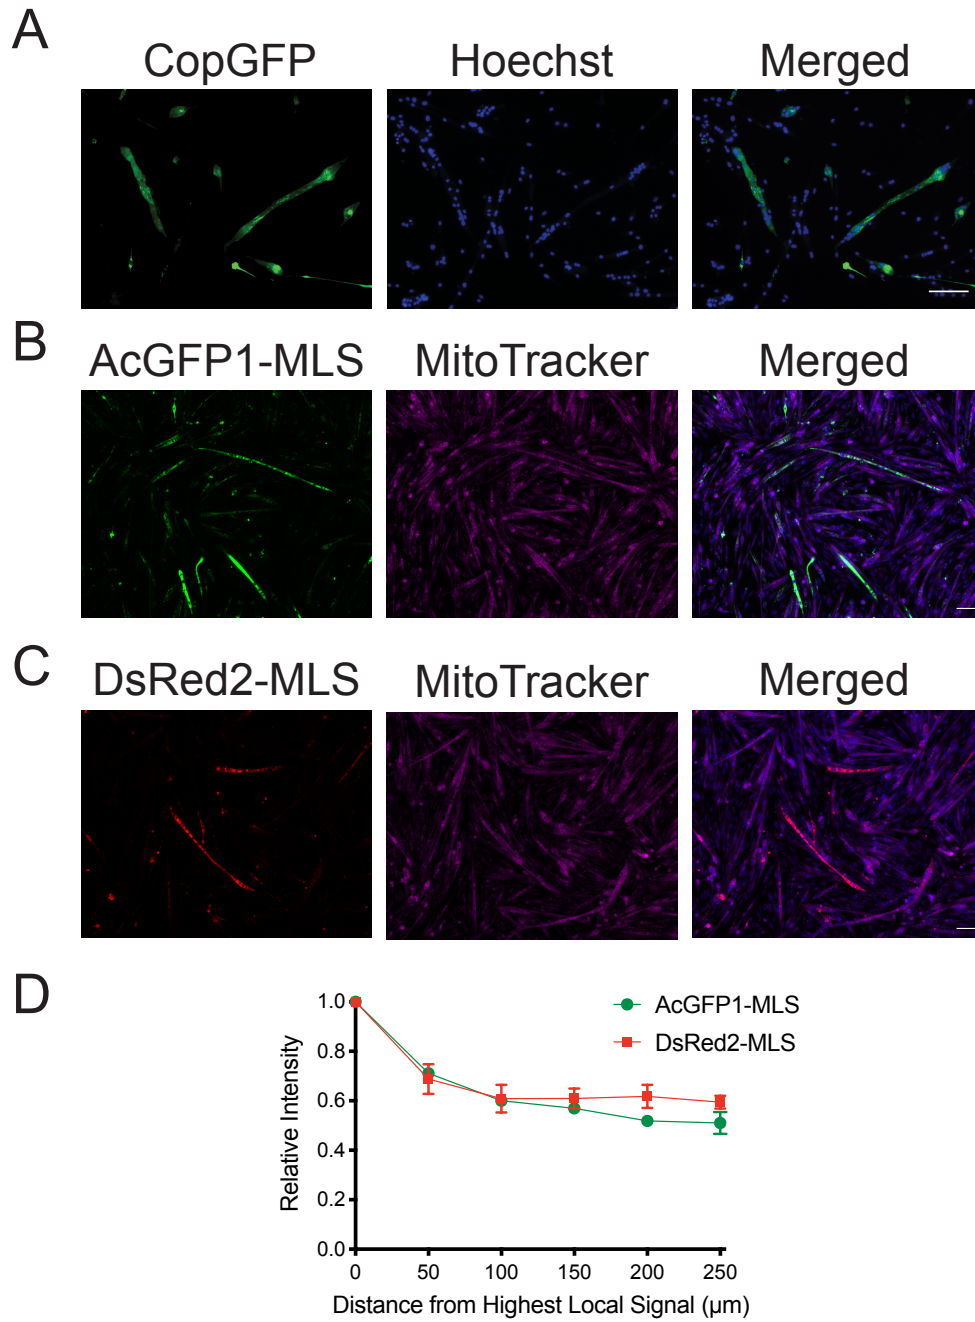 A
CopGFP Hoechst Merged
B
AcGFP1-MLS MitoTracker Merged
C
DsRed2-MLS MitoTracker Merged
D
1.0
0.8
0.6
0.4
0.2
0.0
Relative Intensity
AcGFP1-MLS
DsRed2-MLS
0 50 100 150 200 250
Distance from Highest Local Signal (μm)